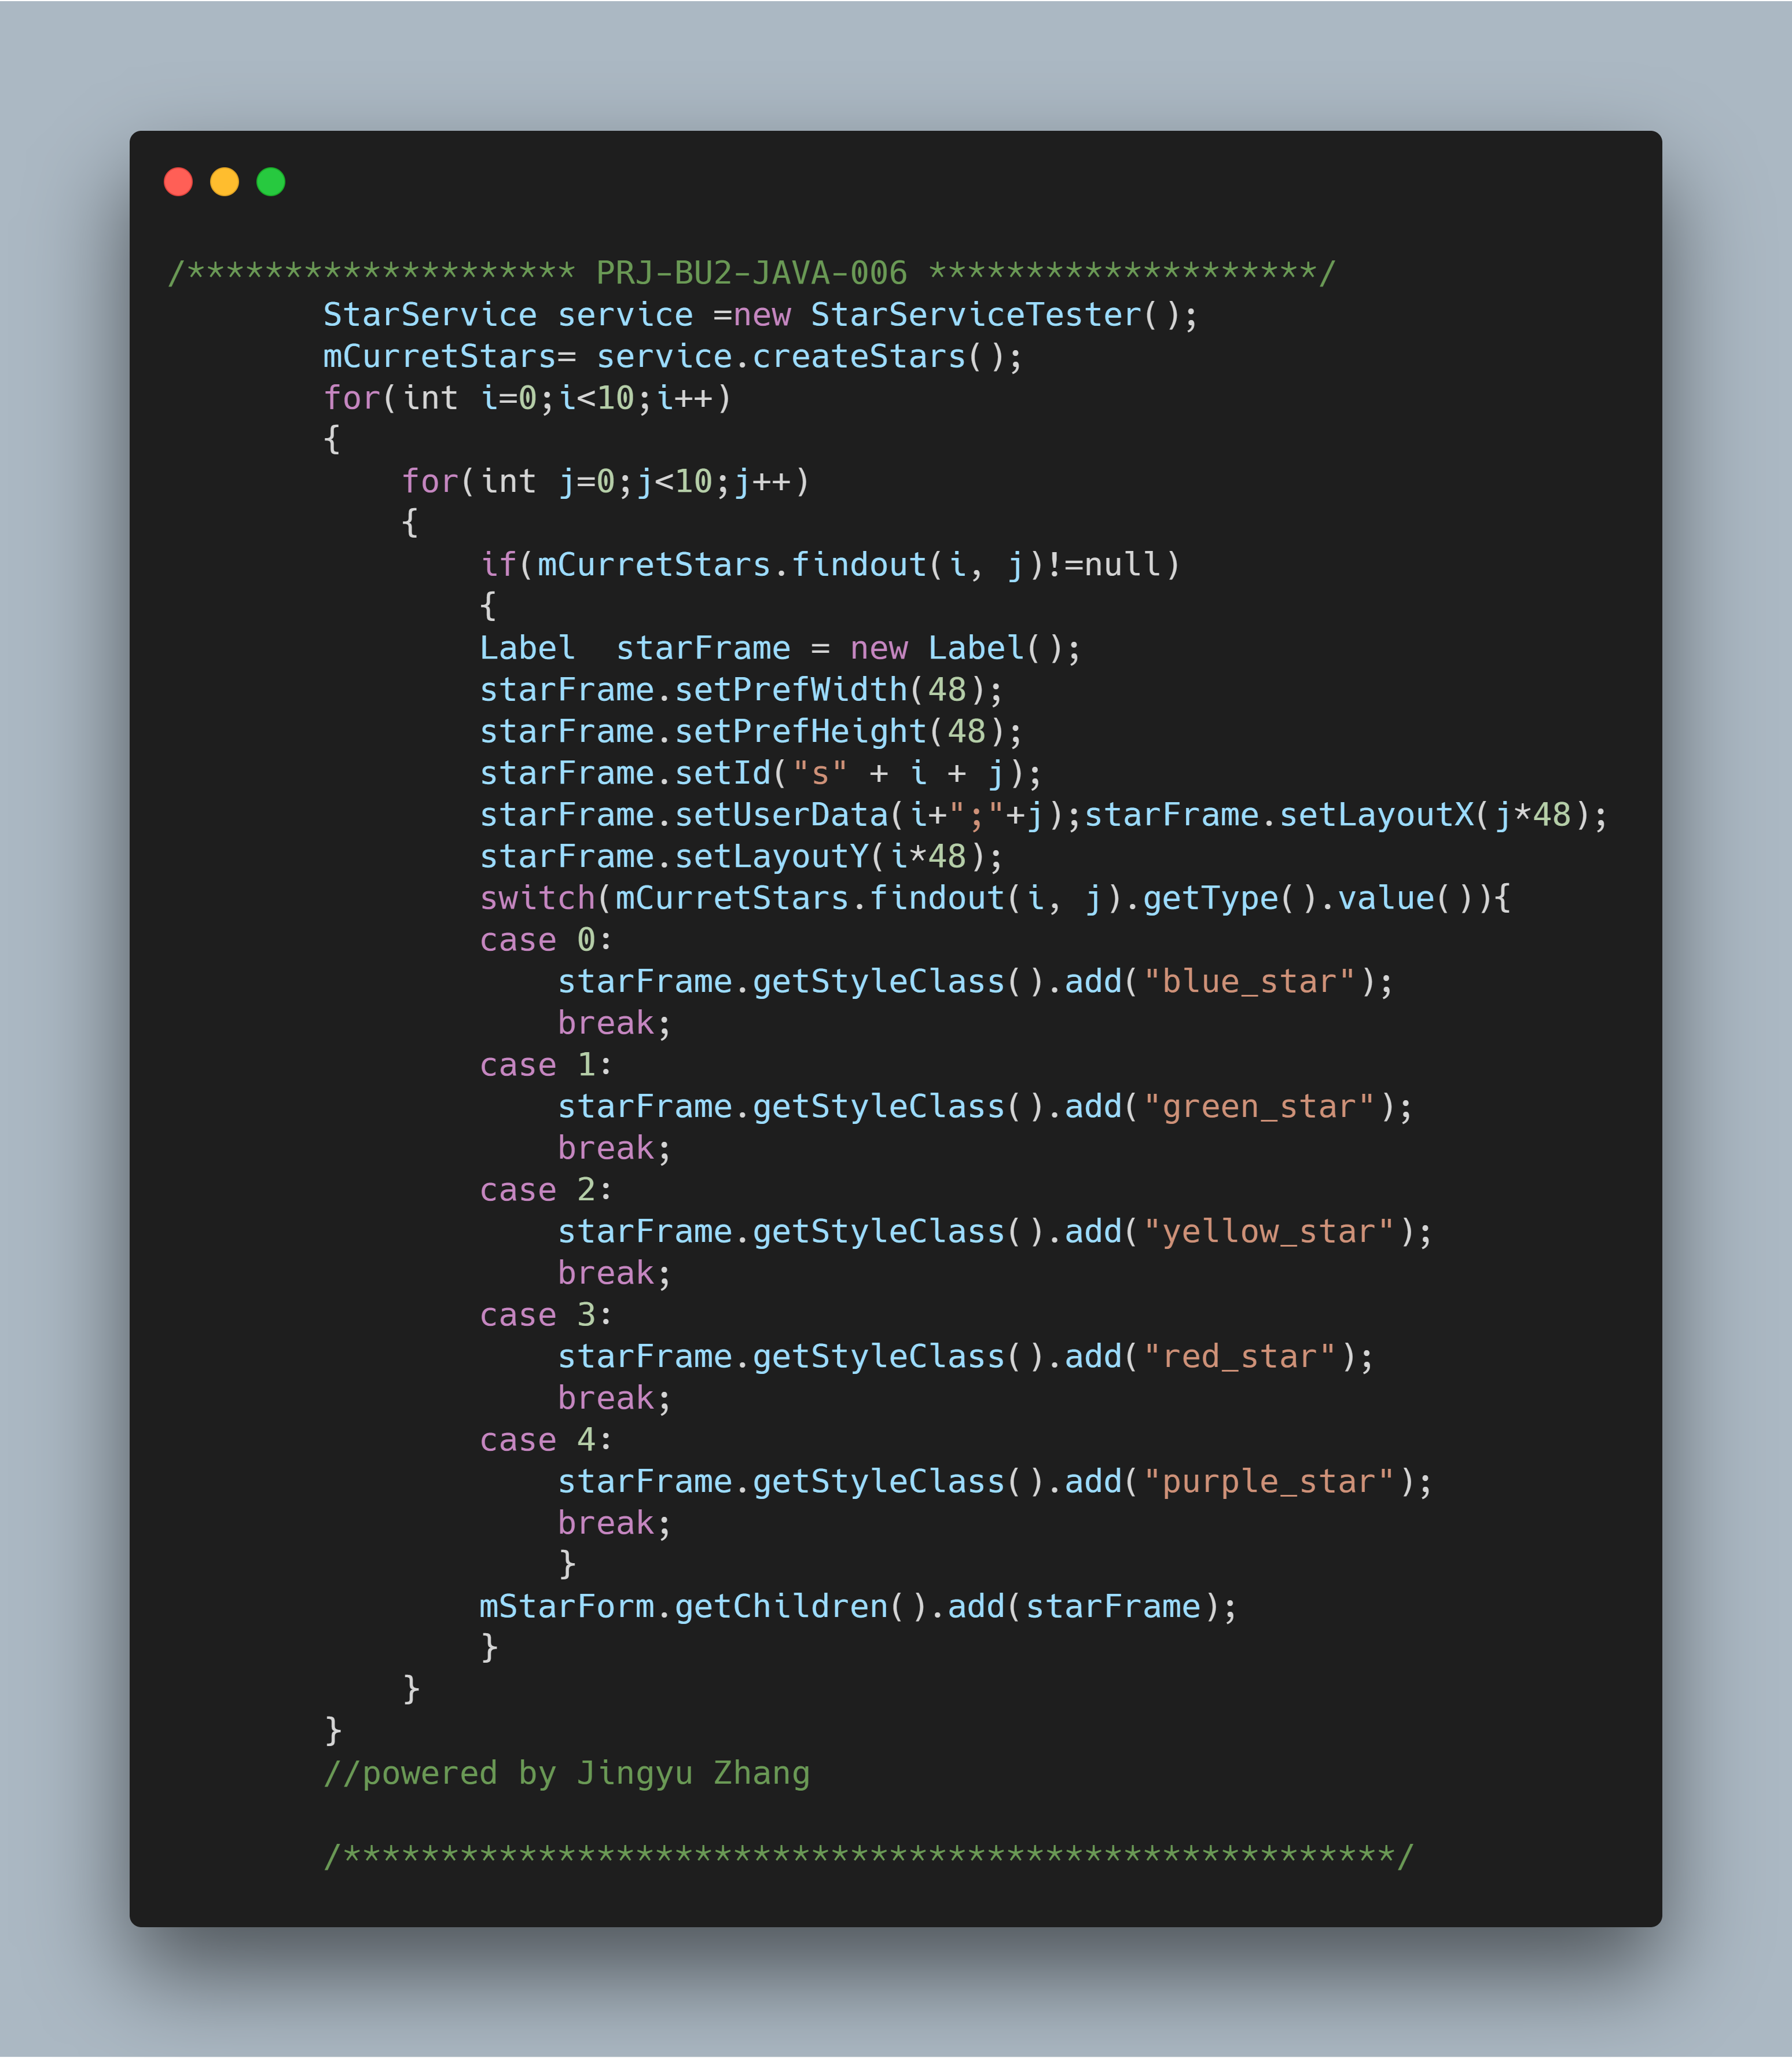 /******************** PRJ-BU2-JAVA-006 ********************/
        StarService service =new StarServiceTester();
        mCurretStars= service.createStars();
        for(int i=0;i<10;i++)
        {
            for(int j=0;j<10;j++)
            {
                if(mCurretStars.findout(i, j)!=null)
                {
                Label  starFrame = new Label();
                starFrame.setPrefWidth(48);
                starFrame.setPrefHeight(48);
                starFrame.setId("s" + i + j);
                starFrame.setUserData(i+";"+j);starFrame.setLayoutX(j*48);
                starFrame.setLayoutY(i*48);
                switch(mCurretStars.findout(i, j).getType().value()){
                case 0:
                    starFrame.getStyleClass().add("blue_star");
                    break;
                case 1:
                    starFrame.getStyleClass().add("green_star");
                    break;
                case 2:
                    starFrame.getStyleClass().add("yellow_star");
                    break;
                case 3:
                    starFrame.getStyleClass().add("red_star");
                    break;
                case 4:
                    starFrame.getStyleClass().add("purple_star");
                    break;
                    }
                mStarForm.getChildren().add(starFrame);
                }
            }
        }
        //powered by Jingyu Zhang

        /******************************************************/